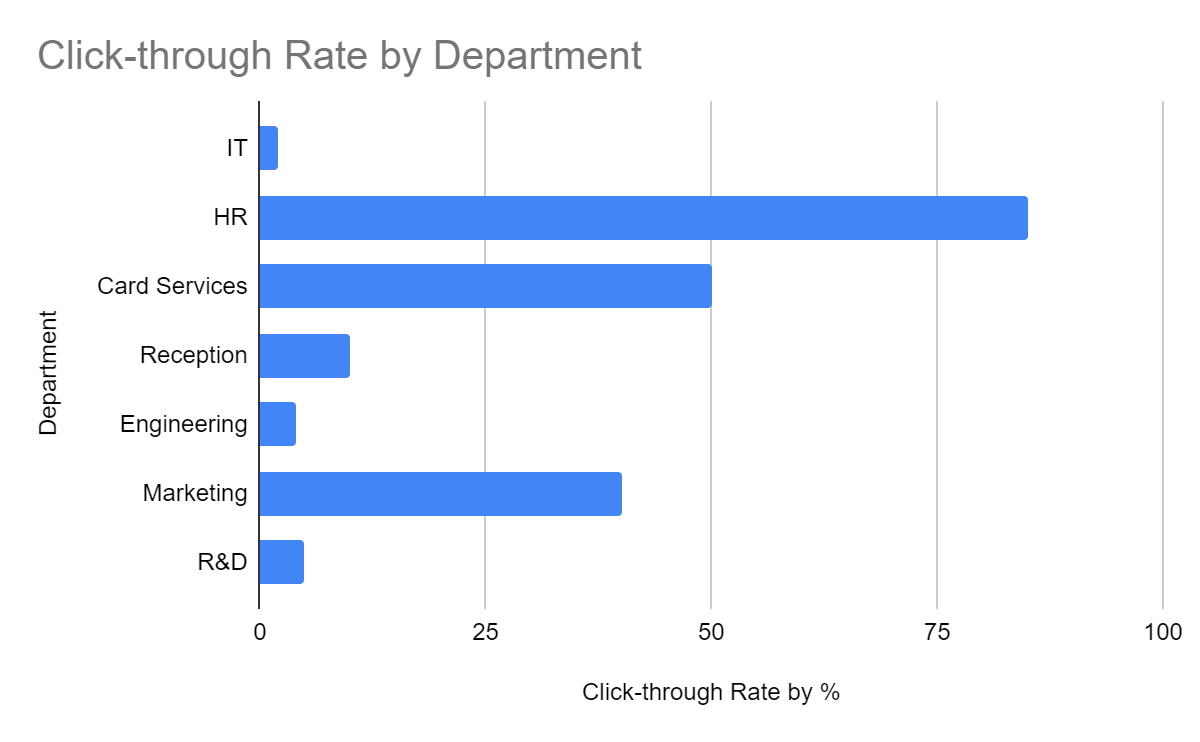 Click-through Rate by Department
Department
IT
HR
Card Services
Reception
Engineering
Marketing
R&D
0 25 50 75 100
Click-through Rate by %